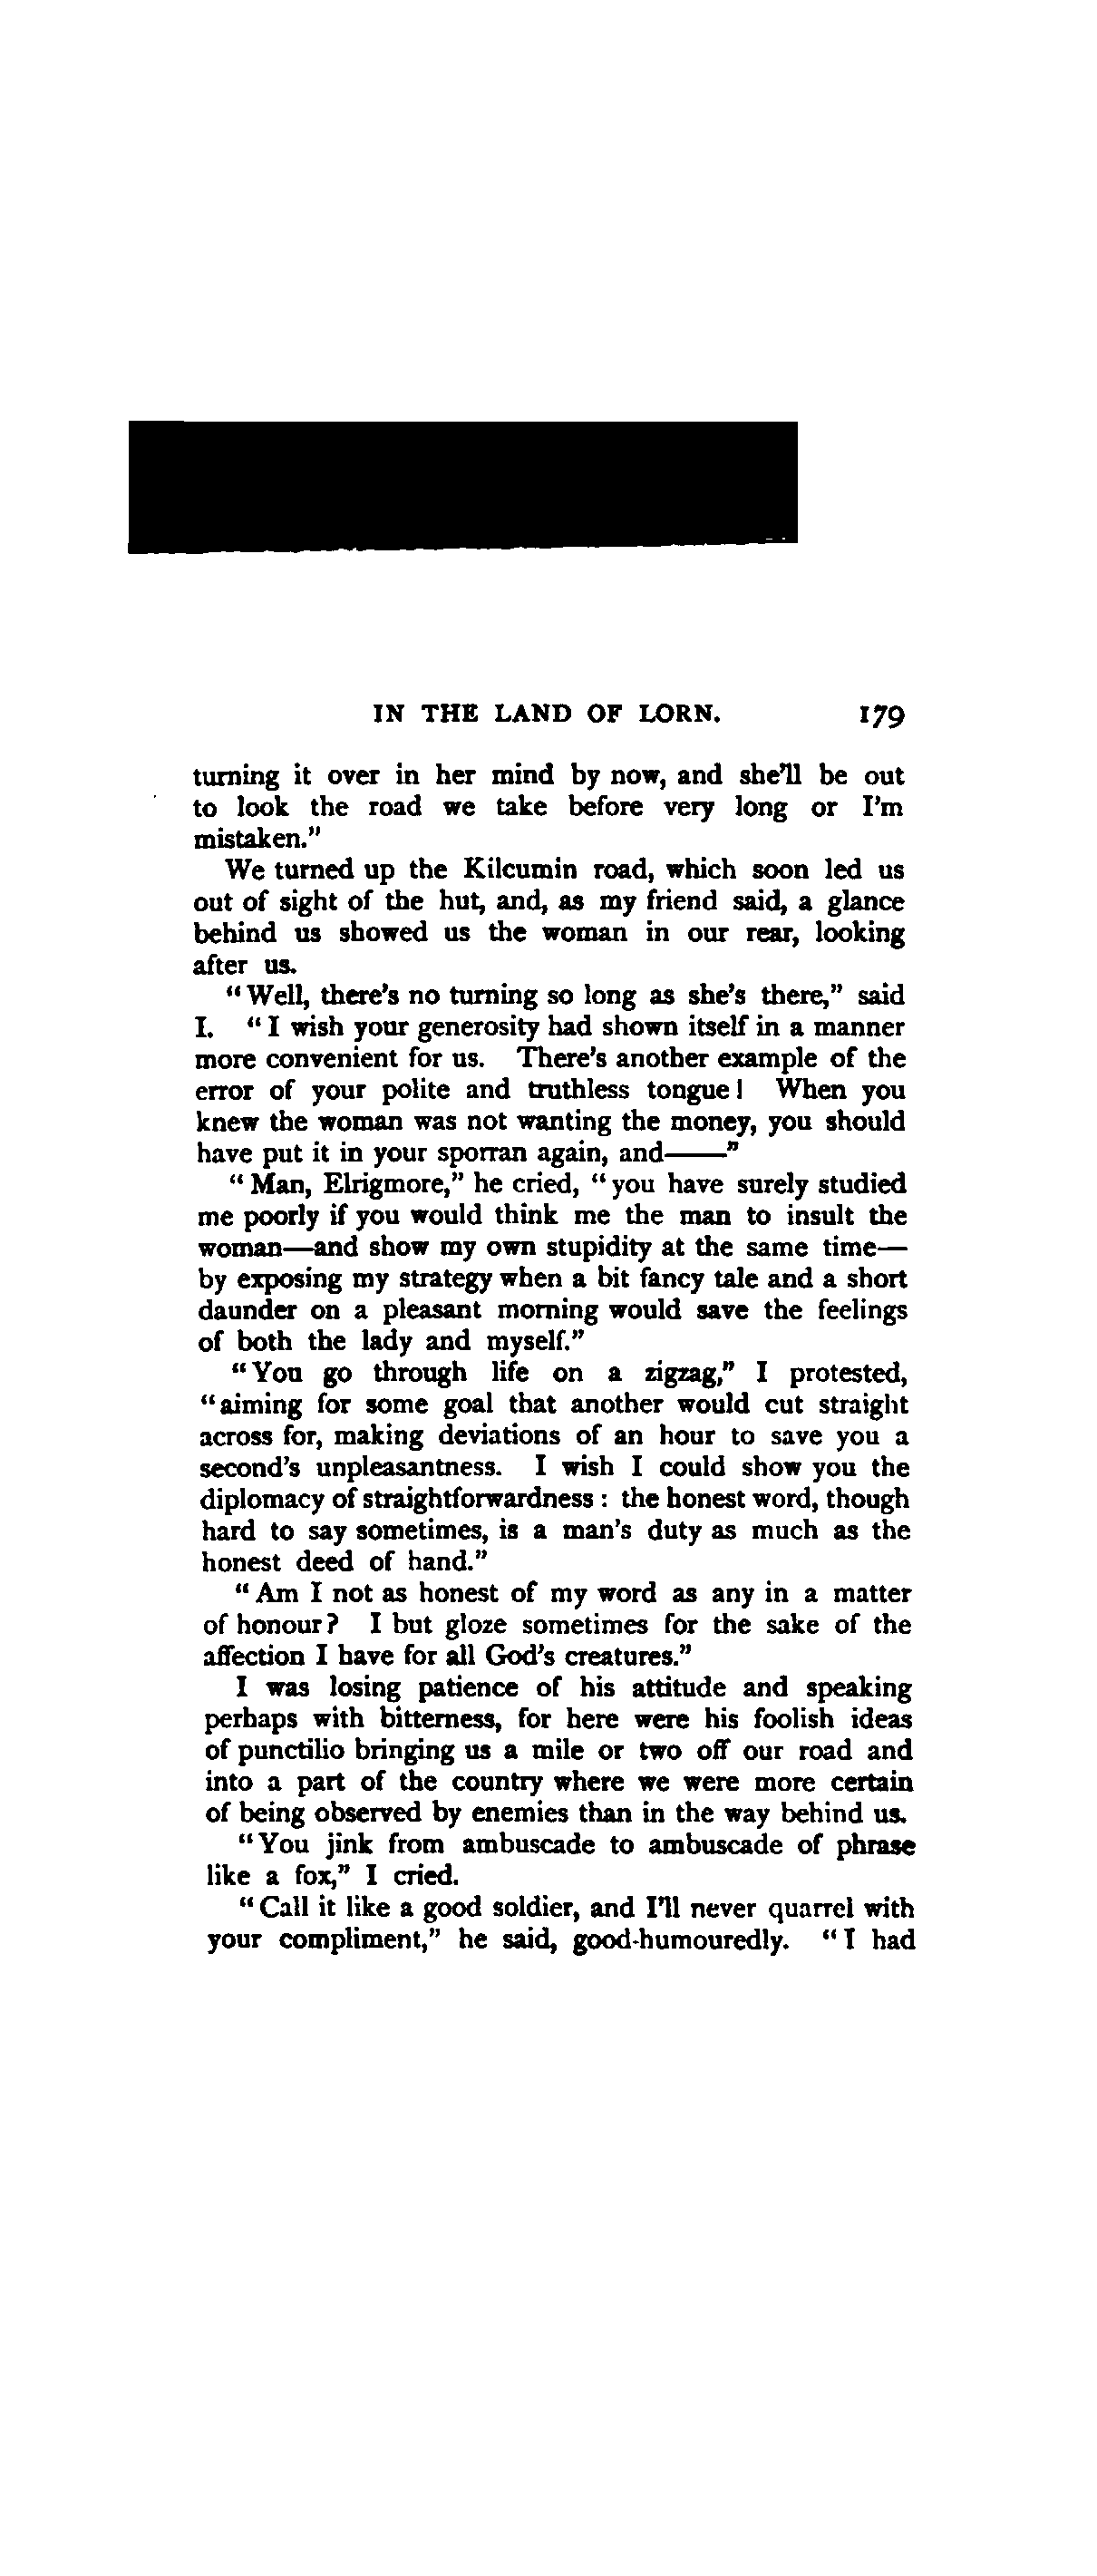 IN THE LAND OF LORN. 179
turning it over in her mind by now, and she'll be out
to look the road we take before very long or I'm
mistaken."
We turned up the Kilcumin road, which soon led us
out of sight of the hut, and, as my friend said, a glance
behind us showed us the woman in our rear, looking
after us.
"Well, there's no turning so long as she's there," said
I. "I wish your generosity had shown itself in a manner
more convenient for us. There's another example of the
error of your polite and truthless tongue! When you
knew the woman was not wanting the money, you should
have put it in your sporran again, and——"
"Man, Elrigmore," he cried, "you have surely studied
me poorly if you would think me the man to insult the
woman—and show my own stupidity at the same time—
by exposing my strategy when a bit fancy tale and a short
daunder on a pleasant morning would save the feelings
of both the lady and myself."
"You go through life on a zigzag," I protested,
"aiming for some goal that another would cut straight
across for, making deviations of an hour to save you a
second's unpleasantness. I wish I could show you the
diplomacy of straightforwardness: the honest word, though
hard to say sometimes, is a man's duty as much as the
honest deed of hand."
"Am I not as honest of my word as any in a matter
of honour? I but gloze sometimes for the sake of the
affection I have for all God's creatures."
I was losing patience of his attitude and speaking
perhaps with bitterness, for here were his foolish ideas
of punctilio bringing us a mile or two off our road and
into a part of the country where we were more certain
of being observed by enemies than in the way behind us.
"You jink from ambuscade to ambuscade of phrase
like a fox," I cried.
"Call it like a good soldier, and I'll never quarrel with
your compliment," he said, good-humouredly. "I had